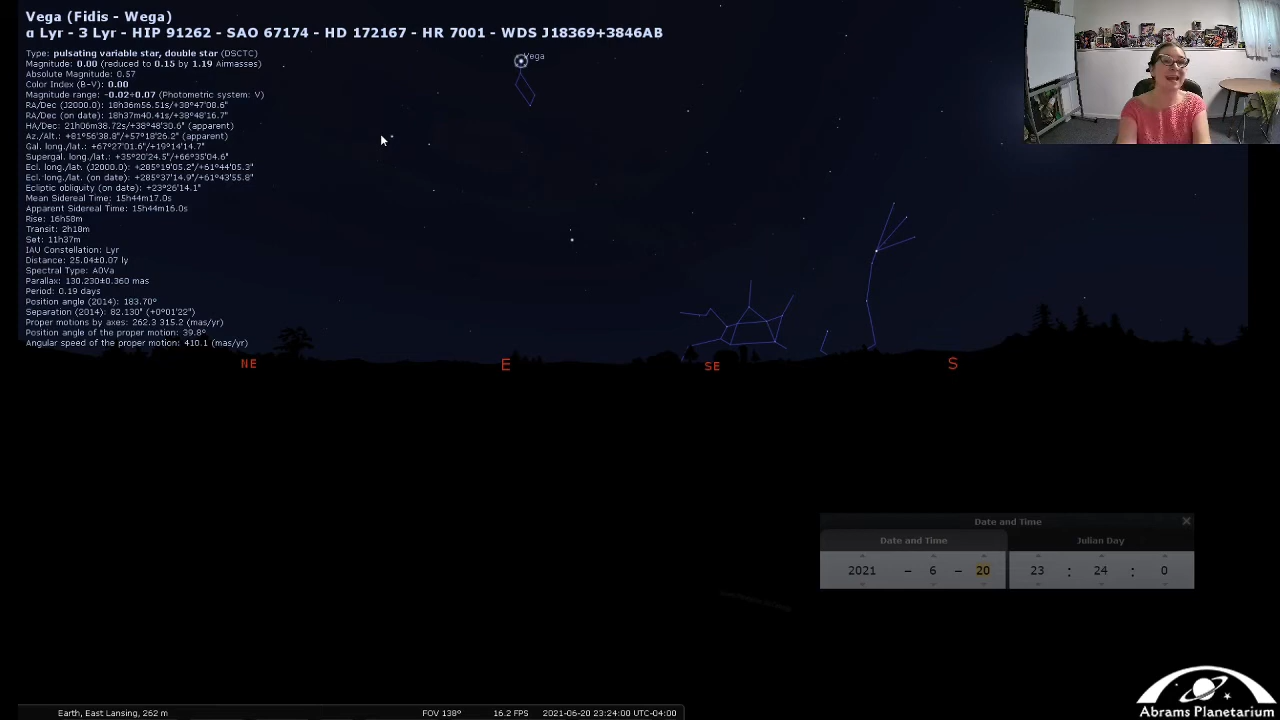 Vega (Fidis - Wega)
α Lyr - 3 Lyr - HIP 91262 - SAO 67174 - HD 172167 - HR 7001 - WDS J18369+3846AB
Type: pulsating variable star, double star (DSCTC)
Magnitude: 0.00 (reduced to 0.15 by 1.19 Airmasses)
Absolute Magnitude: 0.57
Color Index (B-V): 0.00
Magnitude range: -0.02÷0.07 (Photometric system: V)
RA/Dec (J2000.0): 18h36m56.51s/+38°47'08.6"
RA/Dec (on date): 18h37m40.41s/+38°48'16.7"
HA/Dec: 21h06m38.72s/+38°48'30.6" (apparent)
Az./Alt.: +81°56'38.8"/+57°18'26.2" (apparent)
Gal. long./lat.: +67°27'01.6"/+19°14'14.7"
Supergal. long./lat.: +35°20'24.5"/+66°35'04.6"
Ecl. long./lat. (J2000.0): +285°19'05.2"/+61°44'05.3"
Ecl. long./lat. (on date): +285°37'14.9"/+61°43'55.8"
Ecliptic obliquity (on date): +23°26'14.1"
Mean Sidereal Time: 15h44m17.0s
Apparent Sidereal Time: 15h44m16.0s
Rise: 16h58m
Transit: 2h18m
Set: 11h37m
IAU Constellation: Lyr
Distance: 25.04±0.07 ly
Spectral Type: A0Va
Parallax: 130.230±0.360 mas
Period: 0.19 days
Position angle (2014): 183.70°
Separation (2014): 82.130" (+0°01'22")
Proper motions by axes: 262.3 315.2 (mas/yr)
Position angle of the proper motion: 39.8°
Angular speed of the proper motion: 410.1 (mas/yr)
Vega
NE
E
SE
S
Date and Time
Date and Time
Julian Day
2021 - 6 - 20
23 : 24 : 0
Earth, East Lansing, 262 m
FOV 138°
16.2 FPS
2021-06-20 23:24:00 UTC-04:00
Abrams Planetarium